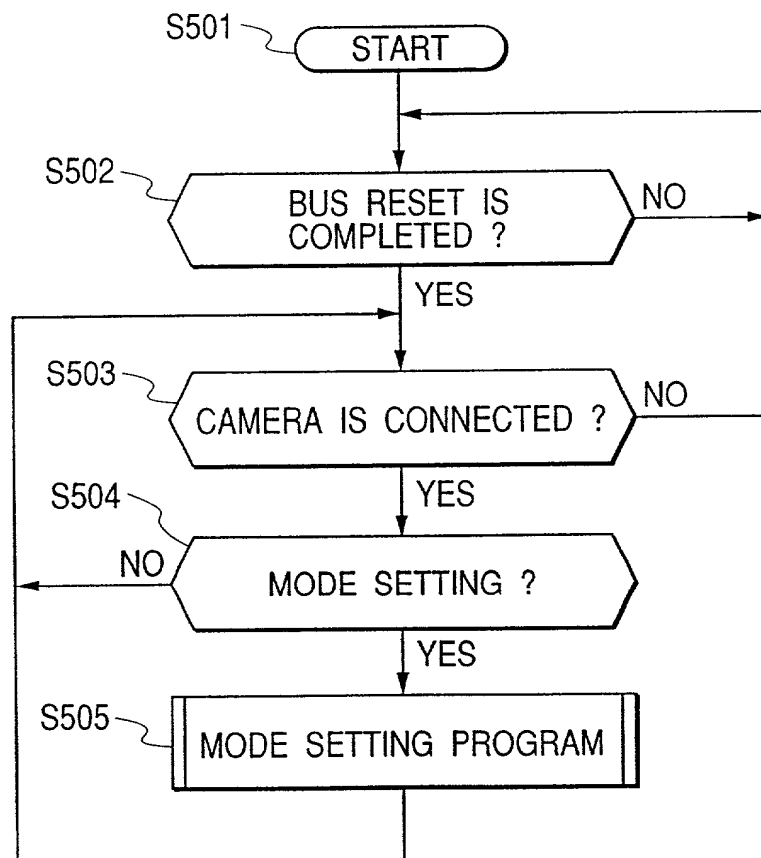 S501
START
S502
BUS RESET IS
COMPLETED ?
NO
YES
S503
CAMERA IS CONNECTED ?
NO
YES
S504
NO
MODE SETTING ?
YES
S505
MODE SETTING PROGRAM